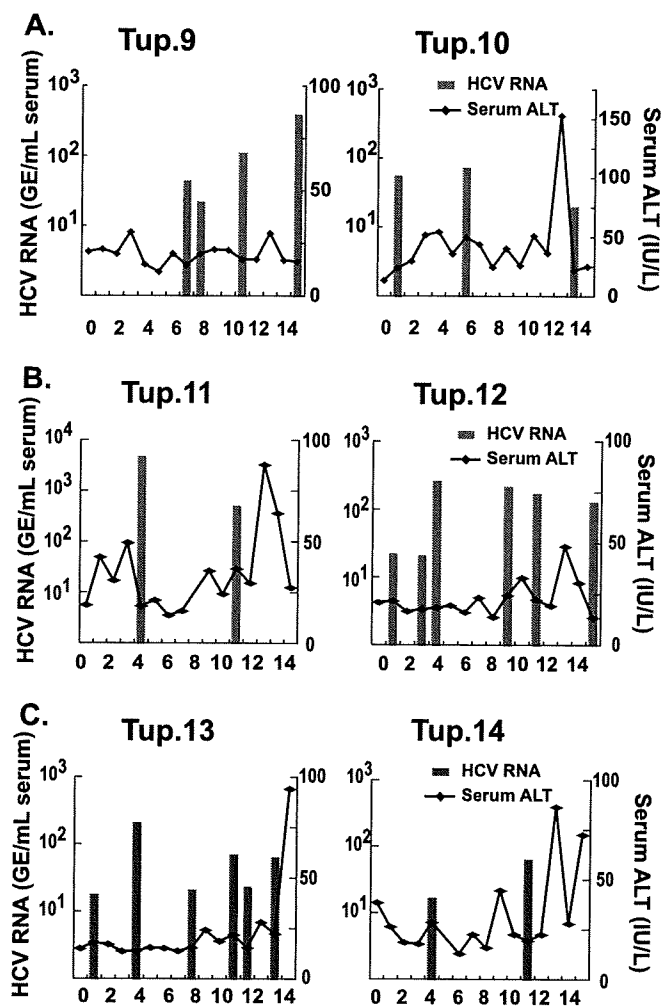 A.
Tup.9
Tup.10
HCV RNA (GE/mL serum)
10³
10²
10¹
100
50
0
0 2 4 6 8 10 12 14
10³
10²
10¹
HCV RNA
Serum ALT
150
100
50
0
0 2 4 6 8 10 12 14
Serum ALT (IU/L)
B.
Tup.11
Tup.12
HCV RNA (GE/mL serum)
10⁴
10³
10²
10¹
100
50
0
0 2 4 6 8 10 12 14
10³
10²
10¹
HCV RNA
Serum ALT
100
50
0
0 2 4 6 8 10 12 14
Serum ALT (IU/L)
C.
Tup.13
Tup.14
HCV RNA (GE/mL serum)
10³
10²
10¹
100
50
0
0 2 4 6 8 10 12 14
10³
10²
10¹
HCV RNA
Serum ALT
100
50
0
0 2 4 6 8 10 12 14
Serum ALT (IU/L)